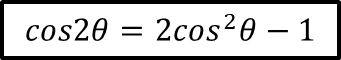 cos2θ = 2cos²θ − 1